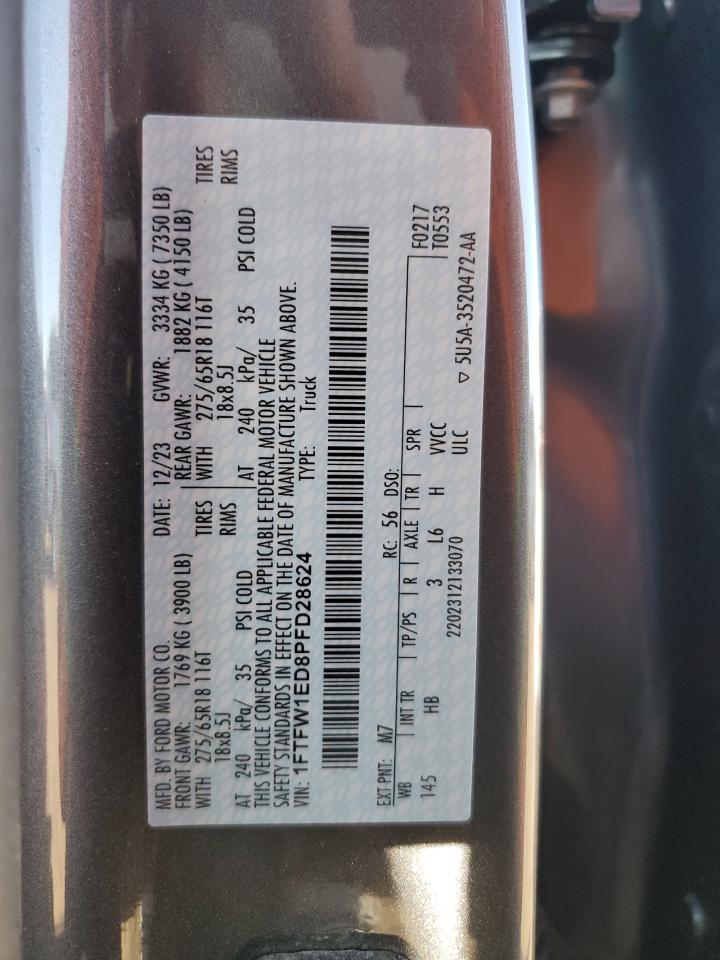 MFD. BY FORD MOTOR CO. DATE: 12/23 GVWR: 3334 KG (7350 LB)
FRONT GAWR: 1769 KG (3900 LB) REAR GAWR: 1882 KG (4150 LB)
WITH 275/65R18 116T TIRES WITH 275/65R18 116T TIRES
18x8.5J RIMS 18x8.5J RIMS
AT 240 kPa/ 35 PSI COLD AT 240 kPa/ 35 PSI COLD
THIS VEHICLE CONFORMS TO ALL APPLICABLE FEDERAL MOTOR VEHICLE
SAFETY STANDARDS IN EFFECT ON THE DATE OF MANUFACTURE SHOWN ABOVE.
VIN: 1FTFW1ED8PFD28624 TYPE: Truck
EXT PNT: M7 RC: 56 DSO: F0217
WB INT TR TP/PS R AXLE TR SPR T0553
145 HB 3 L6 H VVCC
2202312133070 ULC ▽ 5U5A-3520472-AA